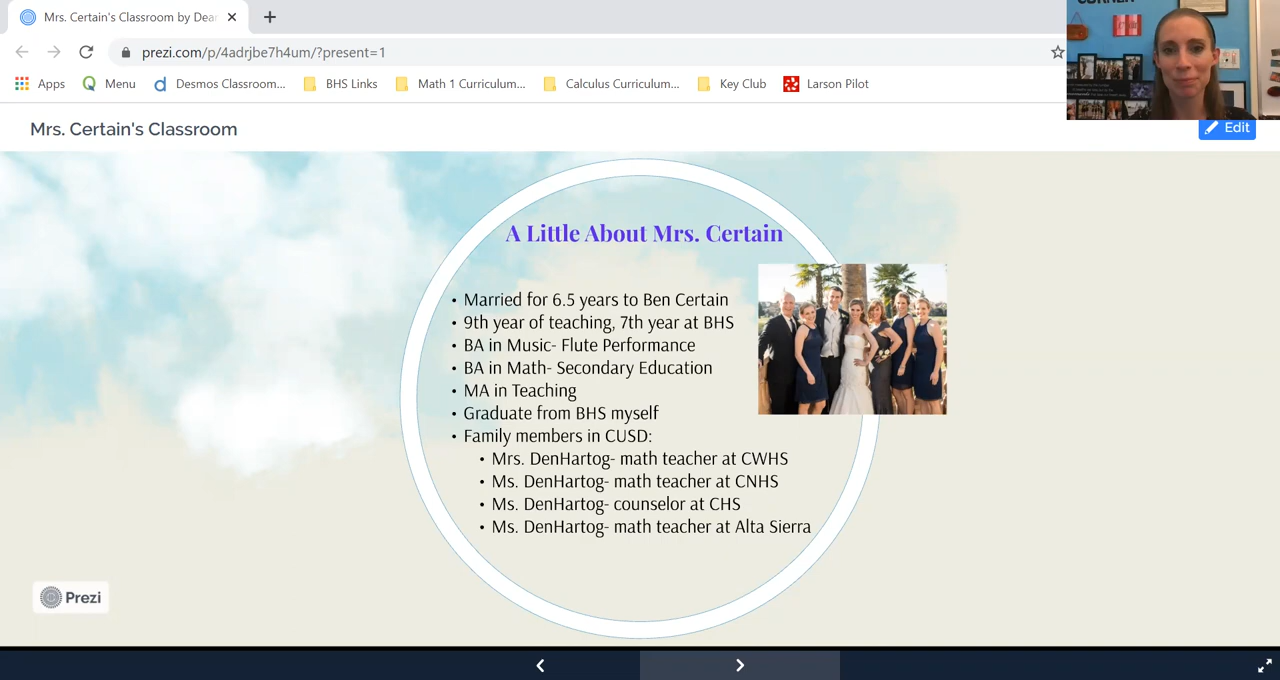 Mrs. Certain's Classroom by Dear
prezi.com/p/4adrjbe7h4um/?present=1
Apps Menu Desmos Classroom... BHS Links Math 1 Curriculum... Calculus Curriculum... Key Club Larson Pilot
CORNER
Mrs. Certain's Classroom
Edit
A Little About Mrs. Certain
• Married for 6.5 years to Ben Certain
• 9th year of teaching, 7th year at BHS
• BA in Music- Flute Performance
• BA in Math- Secondary Education
• MA in Teaching
• Graduate from BHS myself
• Family members in CUSD:
• Mrs. DenHartog- math teacher at CWHS
• Ms. DenHartog- math teacher at CNHS
• Ms. DenHartog- counselor at CHS
• Ms. DenHartog- math teacher at Alta Sierra
Prezi